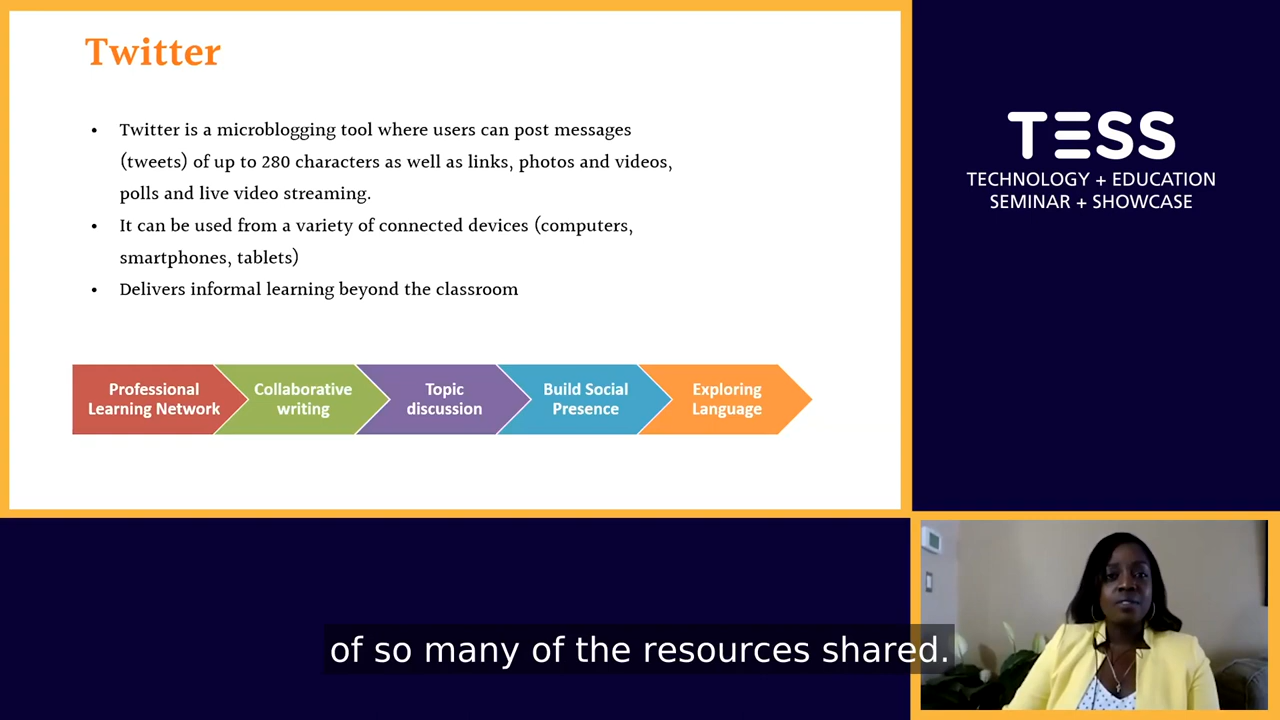 Twitter
• Twitter is a microblogging tool where users can post messages
(tweets) of up to 280 characters as well as links, photos and videos,
polls and live video streaming.
• It can be used from a variety of connected devices (computers,
smartphones, tablets)
• Delivers informal learning beyond the classroom
Professional
Learning Network
Collaborative
writing
Topic
discussion
Build Social
Presence
Exploring
Language
TESS
TECHNOLOGY + EDUCATION
SEMINAR + SHOWCASE
of so many of the resources shared.